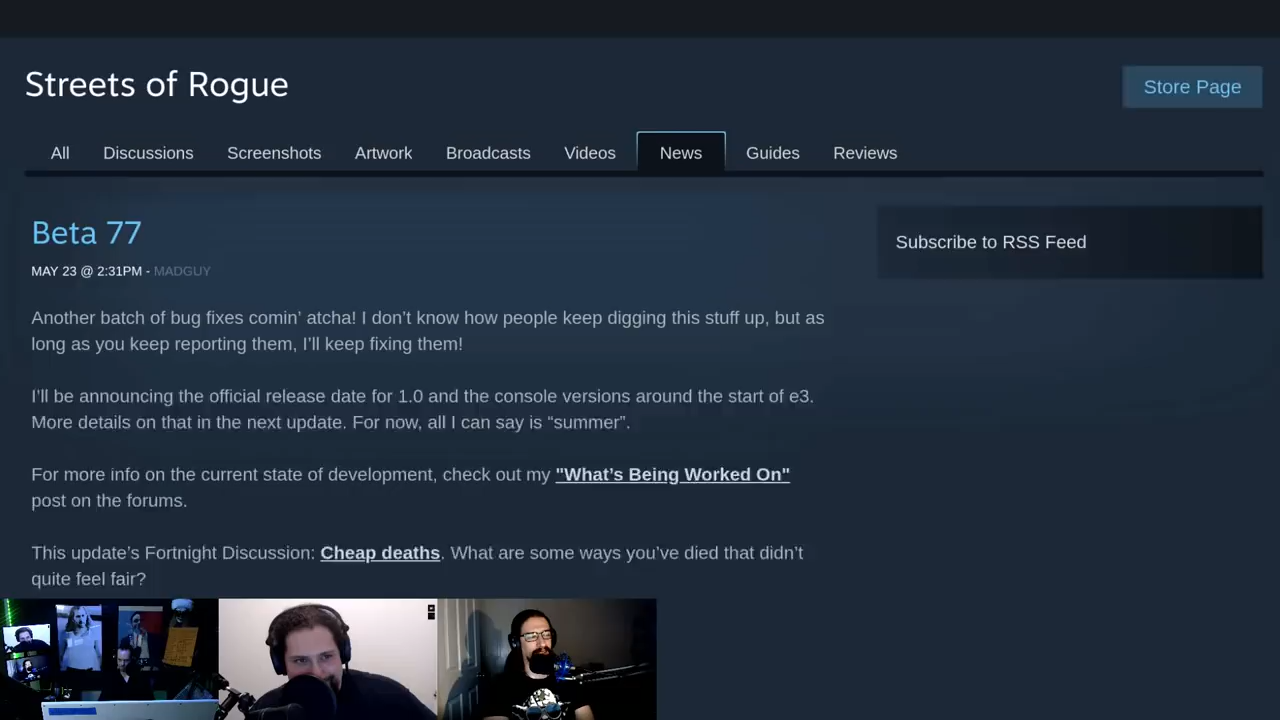 Streets of Rogue
Store Page
All Discussions Screenshots Artwork Broadcasts Videos News Guides Reviews
Beta 77
MAY 23 @ 2:31PM - MADGUY
Subscribe to RSS Feed
Another batch of bug fixes comin’ atcha! I don’t know how people keep digging this stuff up, but as
long as you keep reporting them, I’ll keep fixing them!
I’ll be announcing the official release date for 1.0 and the console versions around the start of e3.
More details on that in the next update. For now, all I can say is “summer”.
For more info on the current state of development, check out my "What’s Being Worked On"
post on the forums.
This update’s Fortnight Discussion: Cheap deaths. What are some ways you’ve died that didn’t
quite feel fair?